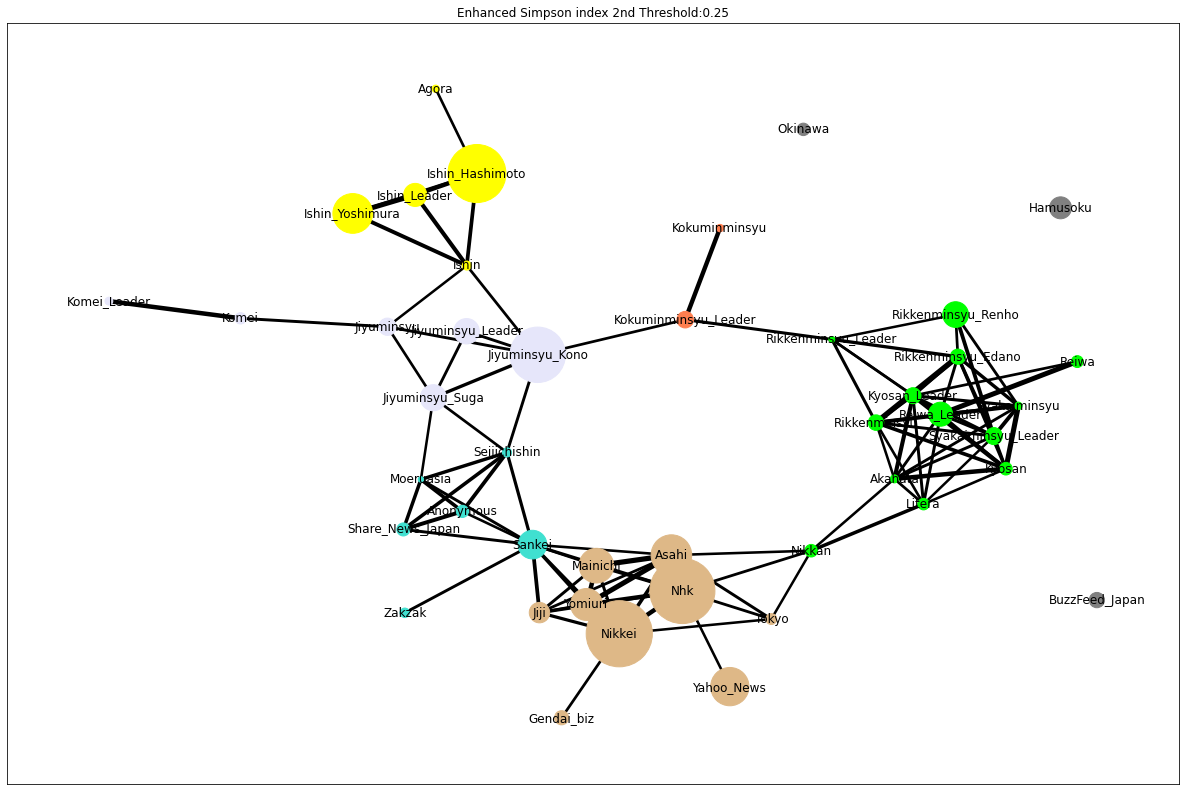 Enhanced Simpson index 2nd Threshold:0.25
Agora
Okinawa
Ishin_Hashimoto
Ishin_Leader
Hamusoku
Ishin_Yoshimura
Kokuminminsyu
Ishin
Komei_Leader
Komei
Rikkenminsyu_Renho
Kokuminminsyu_Leader
Jiyuminsyu
Jiyuminsyu_Leader
Rikkenminsyu_Leader
Jiyuminsyu_Kono
Rikkenminsyu_Edano
Reiwa
Jiyuminsyu_Suga
Kyosan_Leader
Reiwa_Leader
Syakaiminsyu_Leader
Seijichishin
Kyosan
Moeruasia
Akahata
Litera
Anonymous
Share_News_Japan
Sankei
Nikkan
Asahi
Mainichi
Nhk
BuzzFeed_Japan
Yomiuri
Zakzak
Jiji
Tokyo
Nikkei
Yahoo_News
Gendai_biz